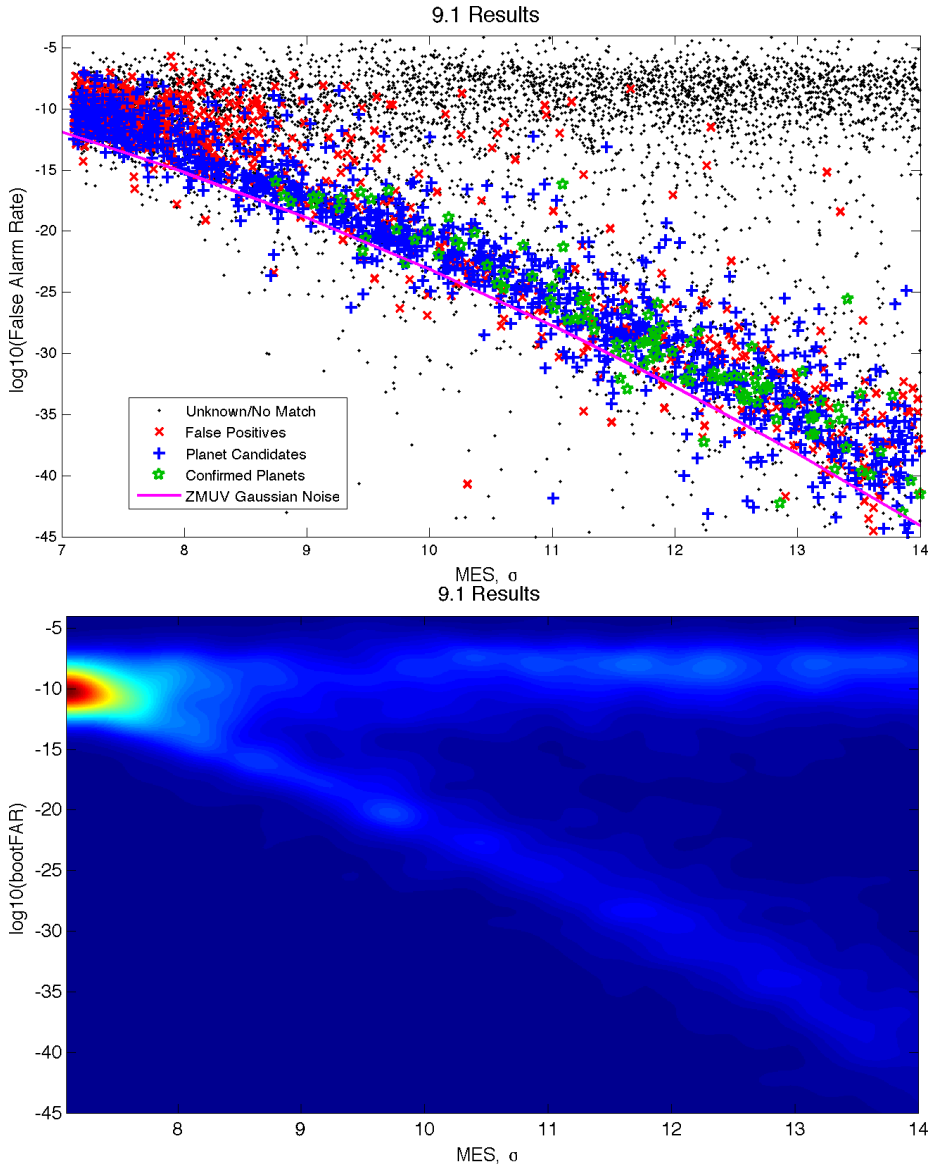 9.1 Results
-5
-10
-15
-20
-25
-30
-35
-40
-45
log10(False Alarm Rate)
Unknown/No Match
False Positives
Planet Candidates
Confirmed Planets
ZMUV Gaussian Noise
7 8 9 10 11 12 13 14
MES, σ
9.1 Results
-5
-10
-15
-20
-25
-30
-35
-40
-45
log10(bootFAR)
8 9 10 11 12 13 14
MES, σ